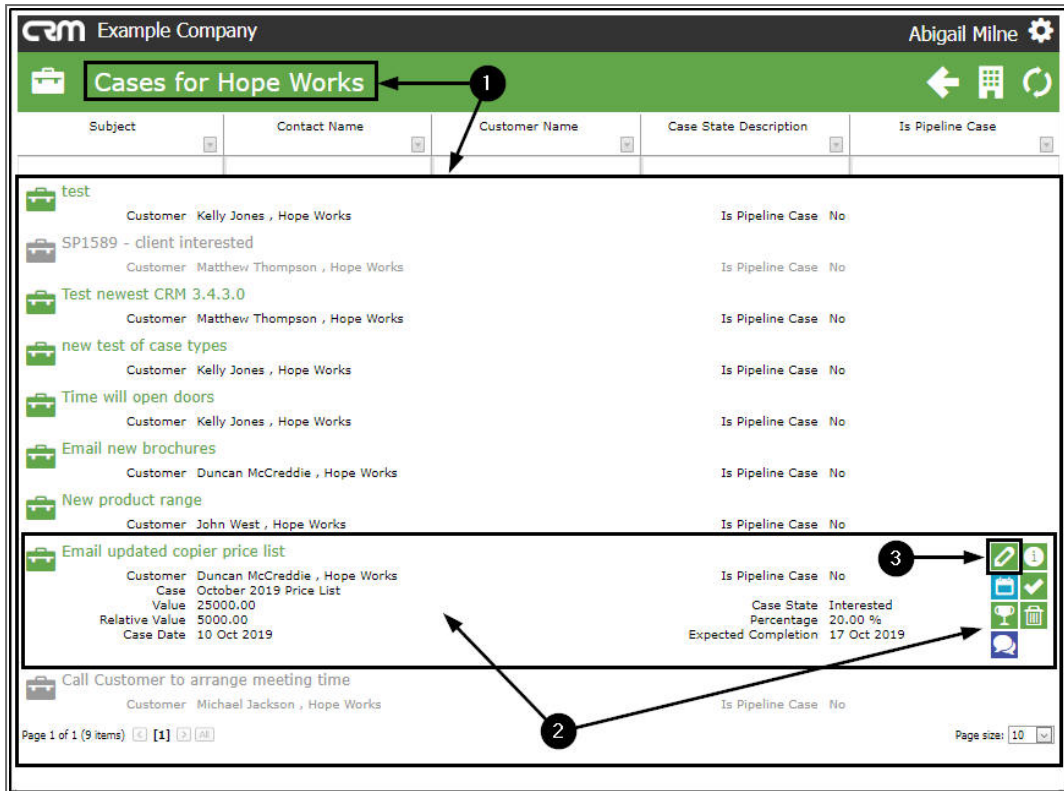 CRM Example Company Abigail Milne
Cases for Hope Works 1
Subject Contact Name Customer Name Case State Description Is Pipeline Case
test
Customer Kelly Jones , Hope Works Is Pipeline Case No
SP1589 - client interested
Customer Matthew Thompson , Hope Works Is Pipeline Case No
Test newest CRM 3.4.3.0
Customer Matthew Thompson , Hope Works Is Pipeline Case No
new test of case types
Customer Kelly Jones , Hope Works Is Pipeline Case No
Time will open doors
Customer Kelly Jones , Hope Works Is Pipeline Case No
Email new brochures
Customer Duncan McCreddie , Hope Works Is Pipeline Case No
New product range
Customer John West , Hope Works Is Pipeline Case No
Email updated copier price list 3
Customer Duncan McCreddie , Hope Works Is Pipeline Case No
Case October 2019 Price List
Value 25000.00 Case State Interested
Relative Value 5000.00 Percentage 20.00 %
Case Date 10 Oct 2019 Expected Completion 17 Oct 2019
Call Customer to arrange meeting time
Customer Michael Jackson , Hope Works Is Pipeline Case No
2
Page 1 of 1 (9 items) < [1] > All Page size: 10